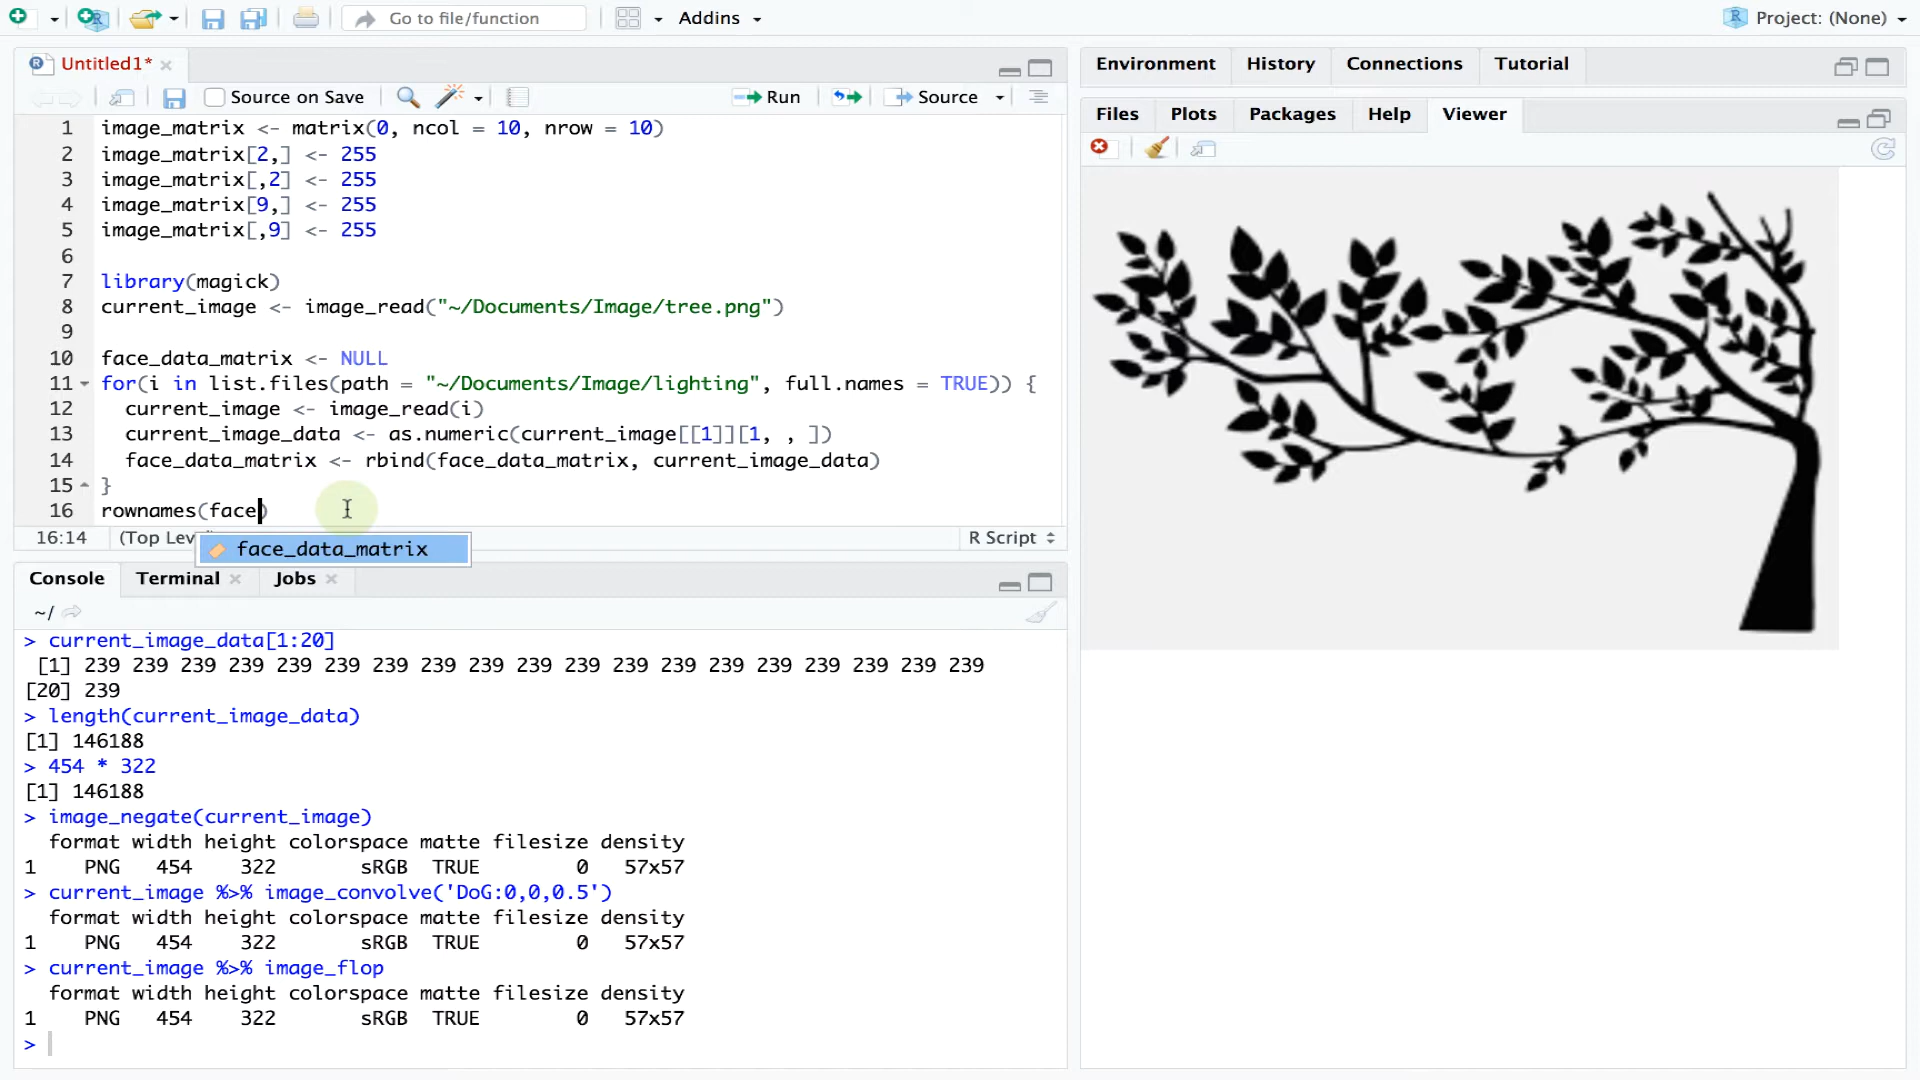 Go to file/function
Addins
Project: (None)
Untitled1*
Source on Save
Run
Source
1 image_matrix <- matrix(0, ncol = 10, nrow = 10)
2 image_matrix[2,] <- 255
3 image_matrix[,2] <- 255
4 image_matrix[9,] <- 255
5 image_matrix[,9] <- 255
6
7 library(magick)
8 current_image <- image_read("~/Documents/Image/tree.png")
9
10 face_data_matrix <- NULL
11 for(i in list.files(path = "~/Documents/Image/lighting", full.names = TRUE)) {
12 current_image <- image_read(i)
13 current_image_data <- as.numeric(current_image[[1]][1, , ])
14 face_data_matrix <- rbind(face_data_matrix, current_image_data)
15 }
16 rownames(face)
face_data_matrix
16:14 (Top Lev
R Script
Console Terminal Jobs
~/
> current_image_data[1:20]
[1] 239 239 239 239 239 239 239 239 239 239 239 239 239 239 239 239 239 239 239
[20] 239
> length(current_image_data)
[1] 146188
> 454 * 322
[1] 146188
> image_negate(current_image)
format width height colorspace matte filesize density
1 PNG 454 322 sRGB TRUE 0 57x57
> current_image %>% image_convolve('DoG:0,0,0.5')
format width height colorspace matte filesize density
1 PNG 454 322 sRGB TRUE 0 57x57
> current_image %>% image_flop
format width height colorspace matte filesize density
1 PNG 454 322 sRGB TRUE 0 57x57
>
Environment History Connections Tutorial
Files Plots Packages Help Viewer